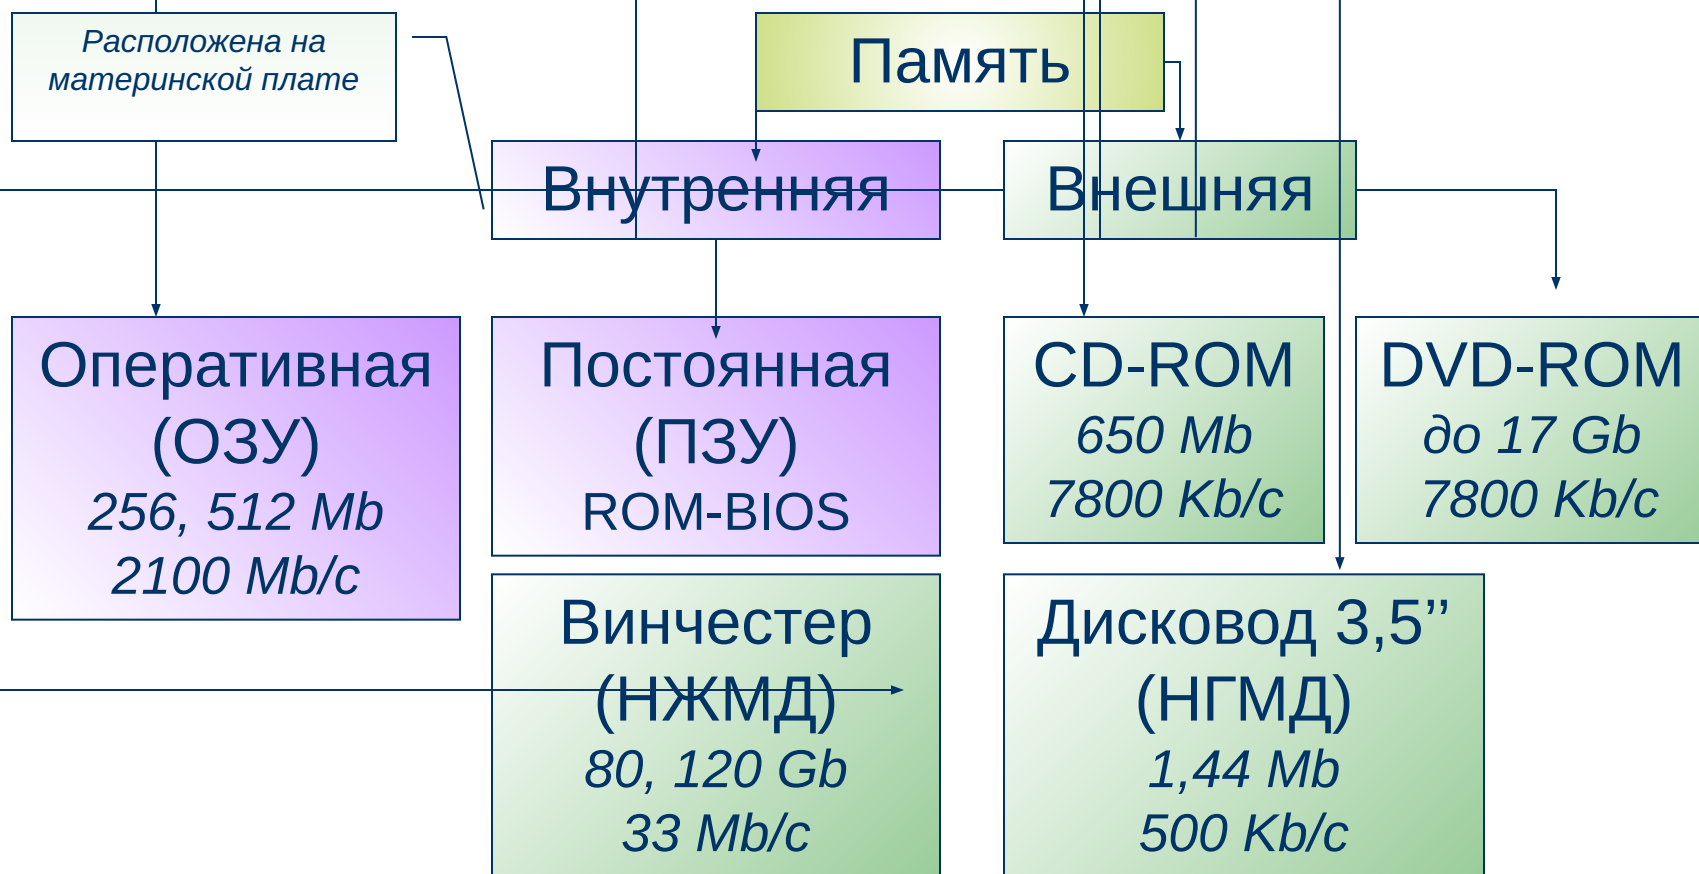 Расположена на
материнской плате
Память
Внутренняя
Внешняя
Оперативная
(ОЗУ)
256, 512 Mb
2100 Mb/c
Постоянная
(ПЗУ)
ROM-BIOS
CD-ROM
650 Mb
7800 Kb/c
DVD-ROM
до 17 Gb
7800 Kb/c
Винчестер
(НЖМД)
80, 120 Gb
33 Mb/c
Дисковод 3,5’’
(НГМД)
1,44 Mb
500 Kb/c